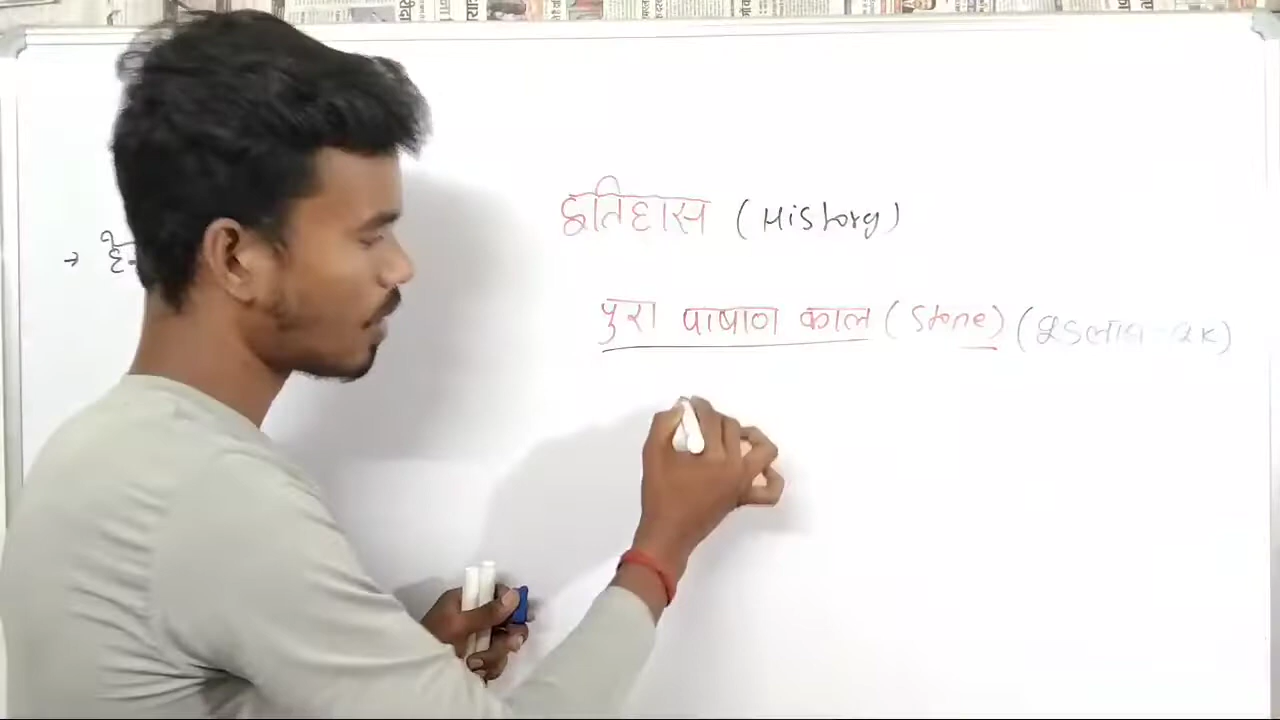 इतिहास (History)
पुरा पाषाण काल (Stone) (25लाख-2K)
→